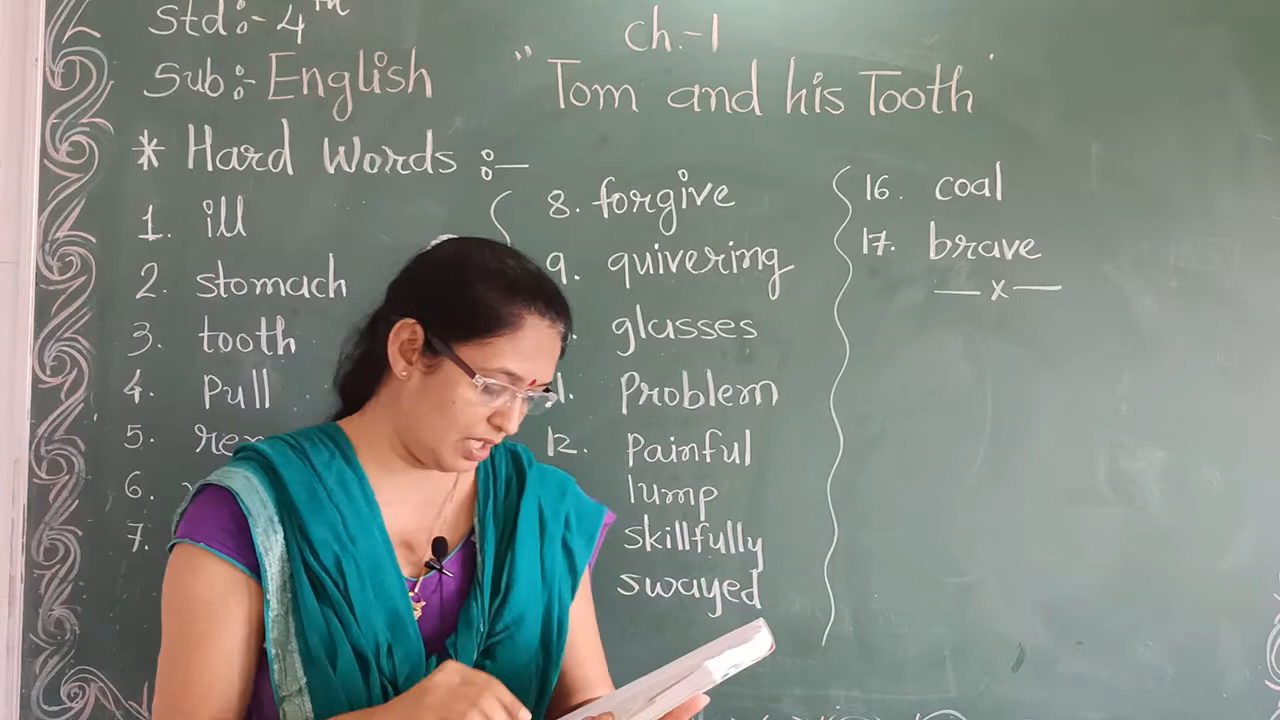 Std :- 4th
Sub :- English
Ch.-1
"Tom and his Tooth"
* Hard Words :-
1. ill
2. stomach
3. tooth
4. Pull
5.
6.
7.
8. forgive
9. quivering
glasses
Problem
12. Painful
lump
skillfully
swayed
16. coal
17. brave
— x —